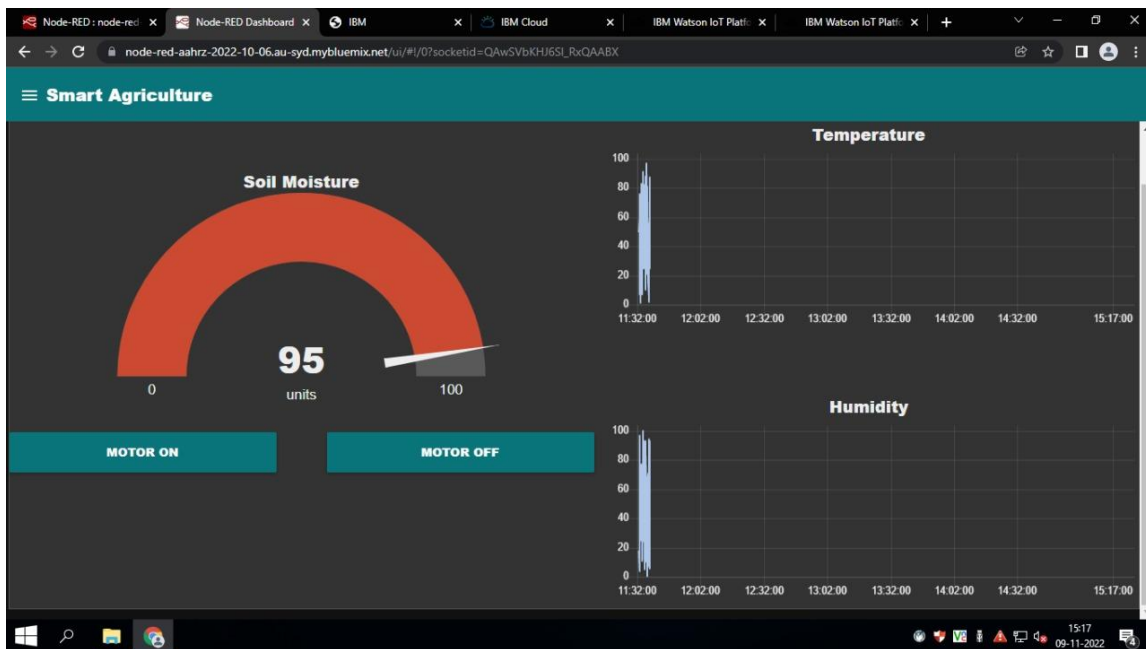 Node-RED : node-red
Node-RED Dashboard
IBM
IBM Cloud
IBM Watson IoT Platfo
IBM Watson IoT Platfo
node-red-aahrz-2022-10-06.au-syd.mybluemix.net/ui/#!/0?socketid=QAwSVbKHJ6SI_RxQAABX
Smart Agriculture
Soil Moisture
95
units
0
100
MOTOR ON
MOTOR OFF
Temperature
100
80
60
40
20
0
11:32:00 12:02:00 12:32:00 13:02:00 13:32:00 14:02:00 14:32:00 15:17:00
Humidity
100
80
60
40
20
0
11:32:00 12:02:00 12:32:00 13:02:00 13:32:00 14:02:00 14:32:00 15:17:00
15:17
09-11-2022
4